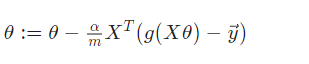 θ := θ − α/m X^T (g(Xθ) − y⃗)